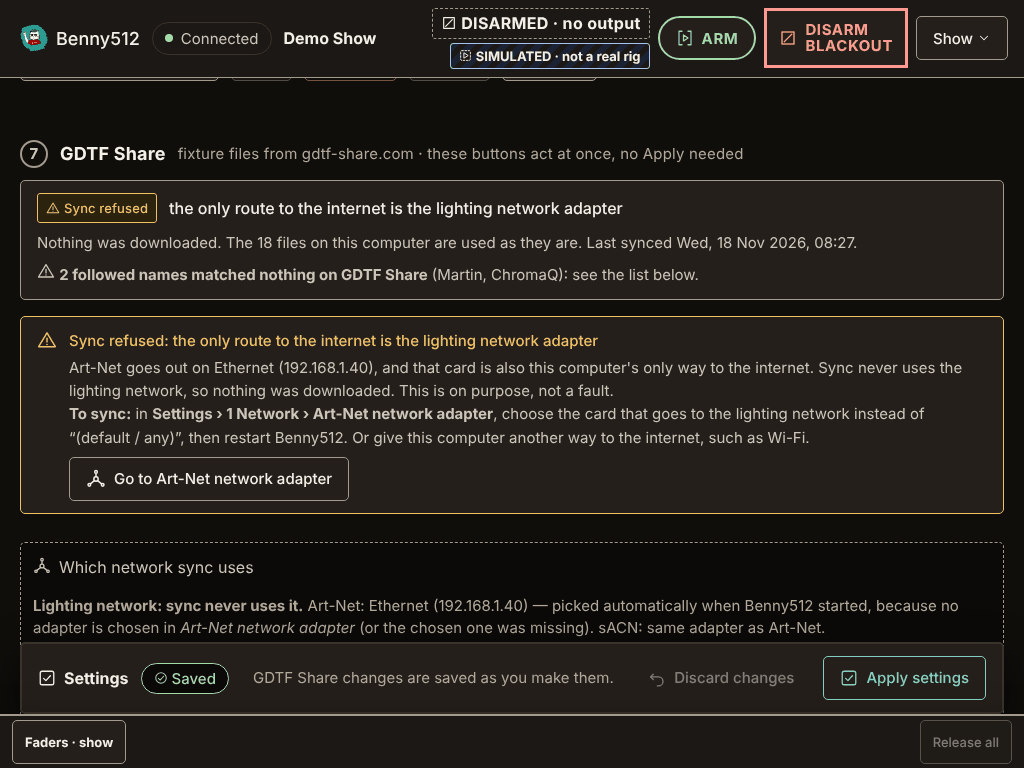 Benny512
Connected
Demo Show
DISARMED · no output
SIMULATED · not a real rig
ARM
DISARM
BLACKOUT
Show
7 GDTF Share fixture files from gdtf-share.com · these buttons act at once, no Apply needed
Sync refused the only route to the internet is the lighting network adapter
Nothing was downloaded. The 18 files on this computer are used as they are. Last synced Wed, 18 Nov 2026, 08:27.
2 followed names matched nothing on GDTF Share (Martin, ChromaQ): see the list below.
Sync refused: the only route to the internet is the lighting network adapter
Art-Net goes out on Ethernet (192.168.1.40), and that card is also this computer's only way to the internet. Sync never uses the
lighting network, so nothing was downloaded. This is on purpose, not a fault.
To sync: in Settings › 1 Network › Art-Net network adapter, choose the card that goes to the lighting network instead of
“(default / any)”, then restart Benny512. Or give this computer another way to the internet, such as Wi-Fi.
Go to Art-Net network adapter
Which network sync uses
Lighting network: sync never uses it. Art-Net: Ethernet (192.168.1.40) — picked automatically when Benny512 started, because no
adapter is chosen in Art-Net network adapter (or the chosen one was missing). sACN: same adapter as Art-Net.
Settings
Saved
GDTF Share changes are saved as you make them.
Discard changes
Apply settings
Faders · show
Release all